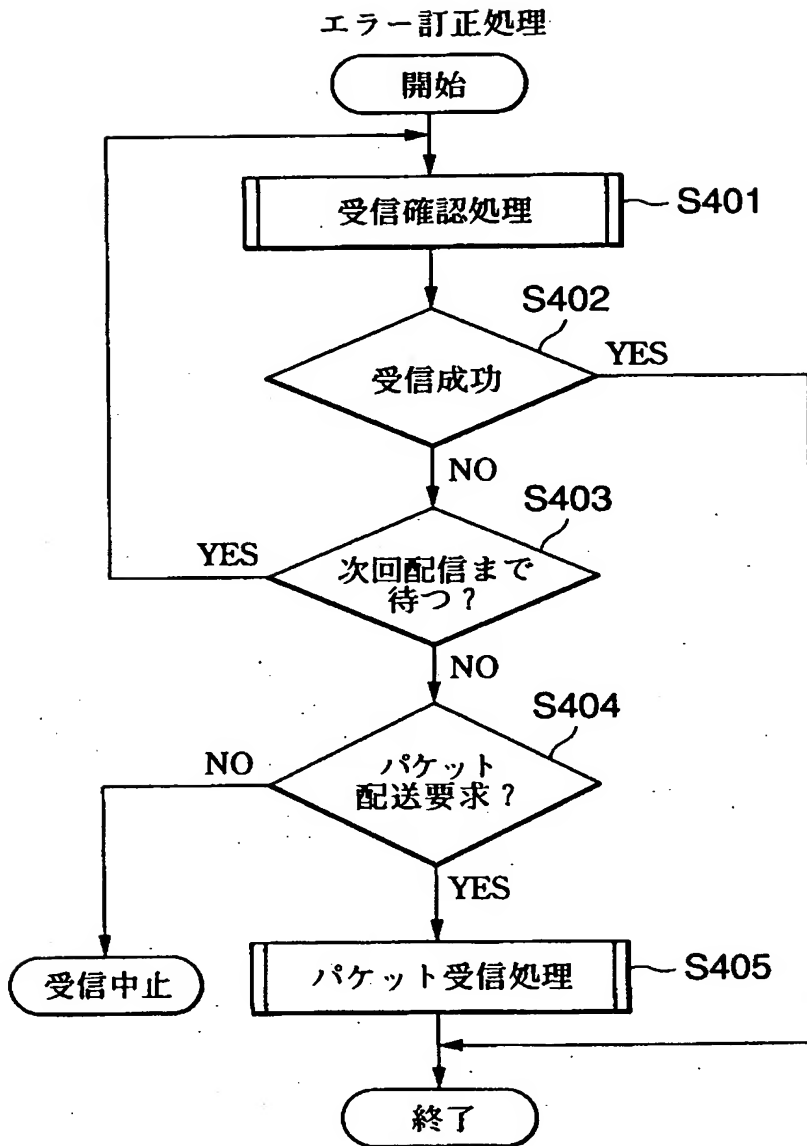 エラー訂正処理
開始
受信確認処理
S401
S402
受信成功
YES
NO
S403
YES
次回配信まで
待つ?
NO
S404
NO
パケット
配送要求?
YES
受信中止
パケット受信処理
S405
終了